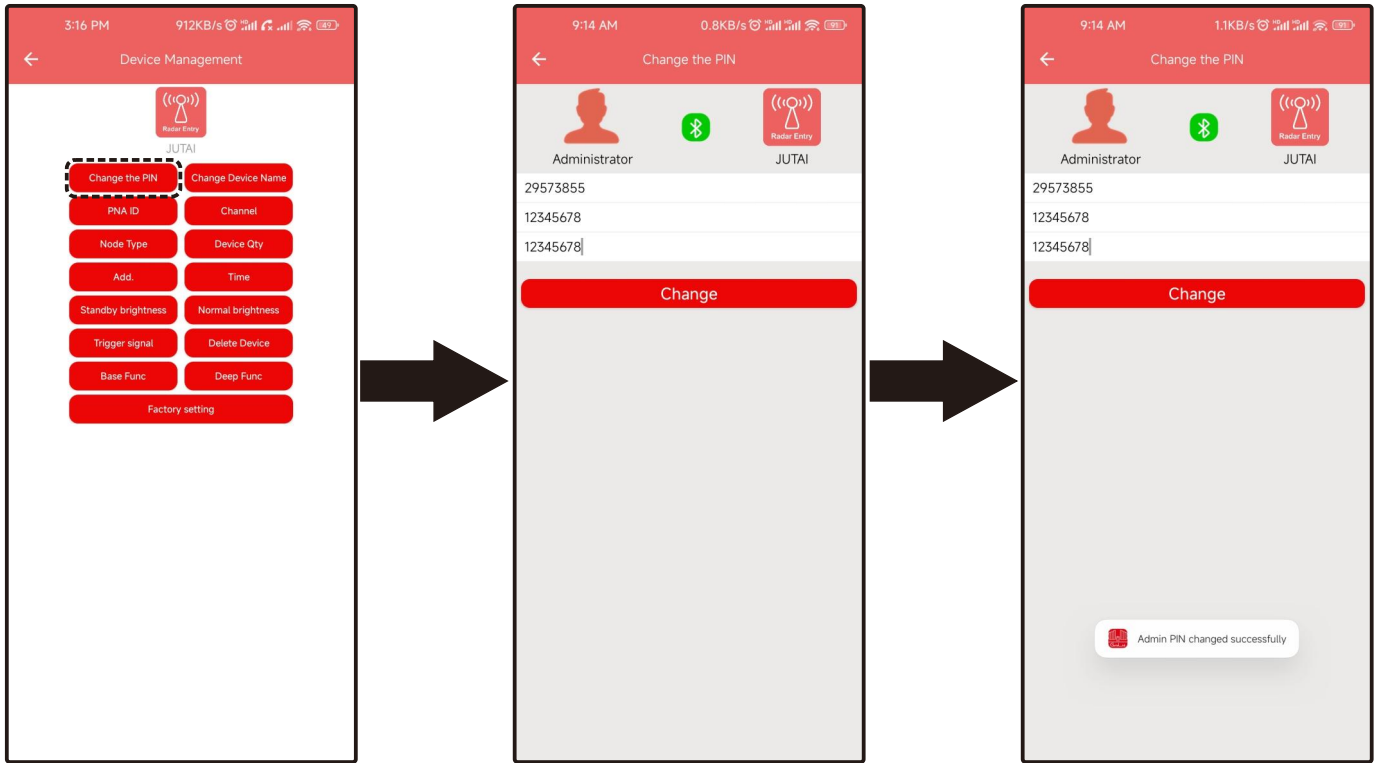 3:16 PM 912KB/s 49
Device Management
Radar Entry
JUTAI
Change the PIN Change Device Name
PNA ID Channel
Node Type Device Qty
Add. Time
Standby brightness Normal brightness
Trigger signal Delete Device
Base Func Deep Func
Factory setting
9:14 AM 0.8KB/s HD HD 91
Change the PIN
Radar Entry
Administrator JUTAI
29573855
12345678
12345678
Change
9:14 AM 1.1KB/s HD HD 91
Change the PIN
Radar Entry
Administrator JUTAI
29573855
12345678
12345678
Change
Admin PIN changed successfully